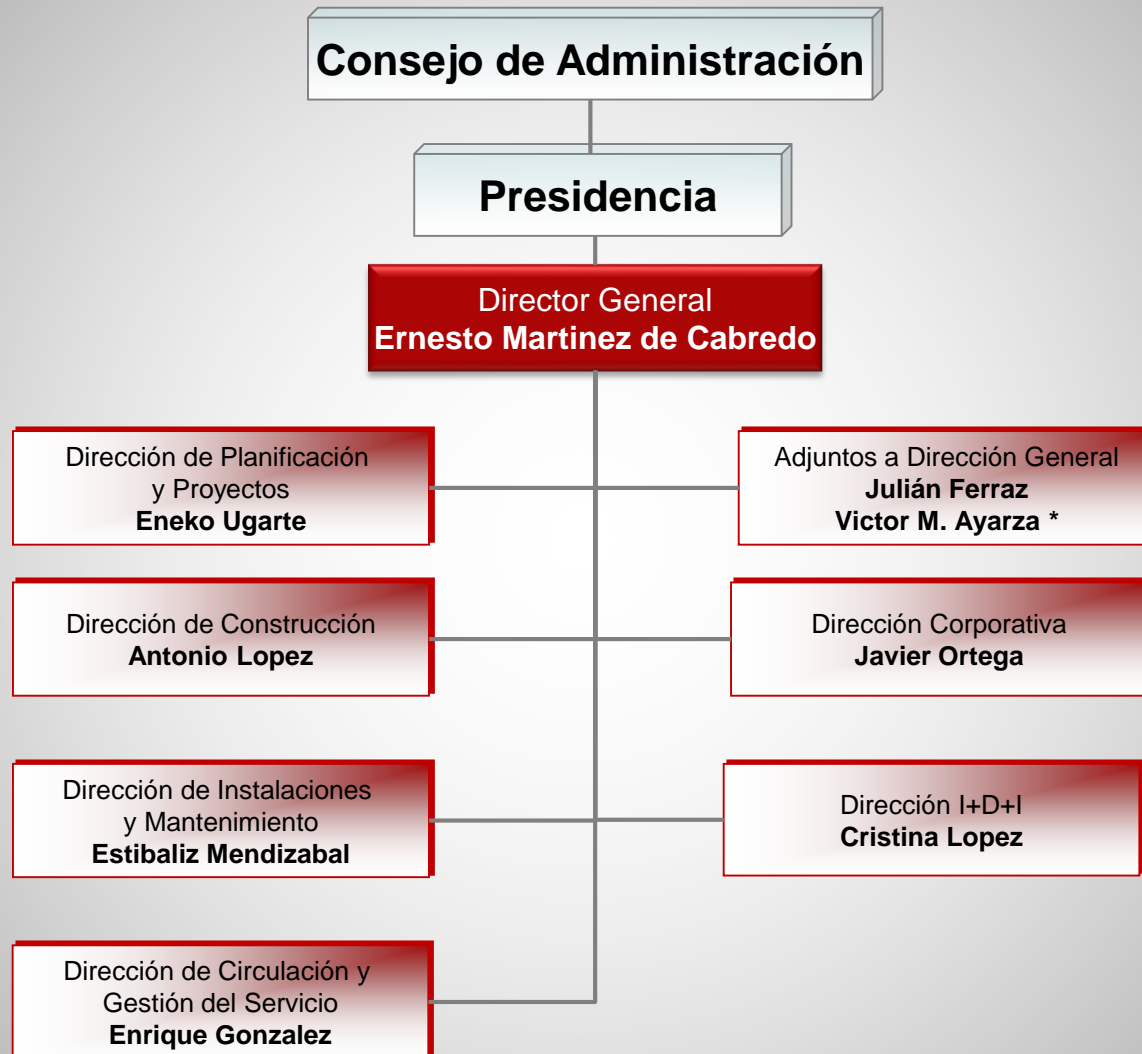 Consejo de Administración
Presidencia
Director General
Ernesto Martinez de Cabredo
Dirección de Planificación
y Proyectos
Eneko Ugarte
Adjuntos a Dirección General
Julián Ferraz
Victor M. Ayarza *
Dirección de Construcción
Antonio Lopez
Dirección Corporativa
Javier Ortega
Dirección de Instalaciones
y Mantenimiento
Estibaliz Mendizabal
Dirección I+D+I
Cristina Lopez
Dirección de Circulación y
Gestión del Servicio
Enrique Gonzalez